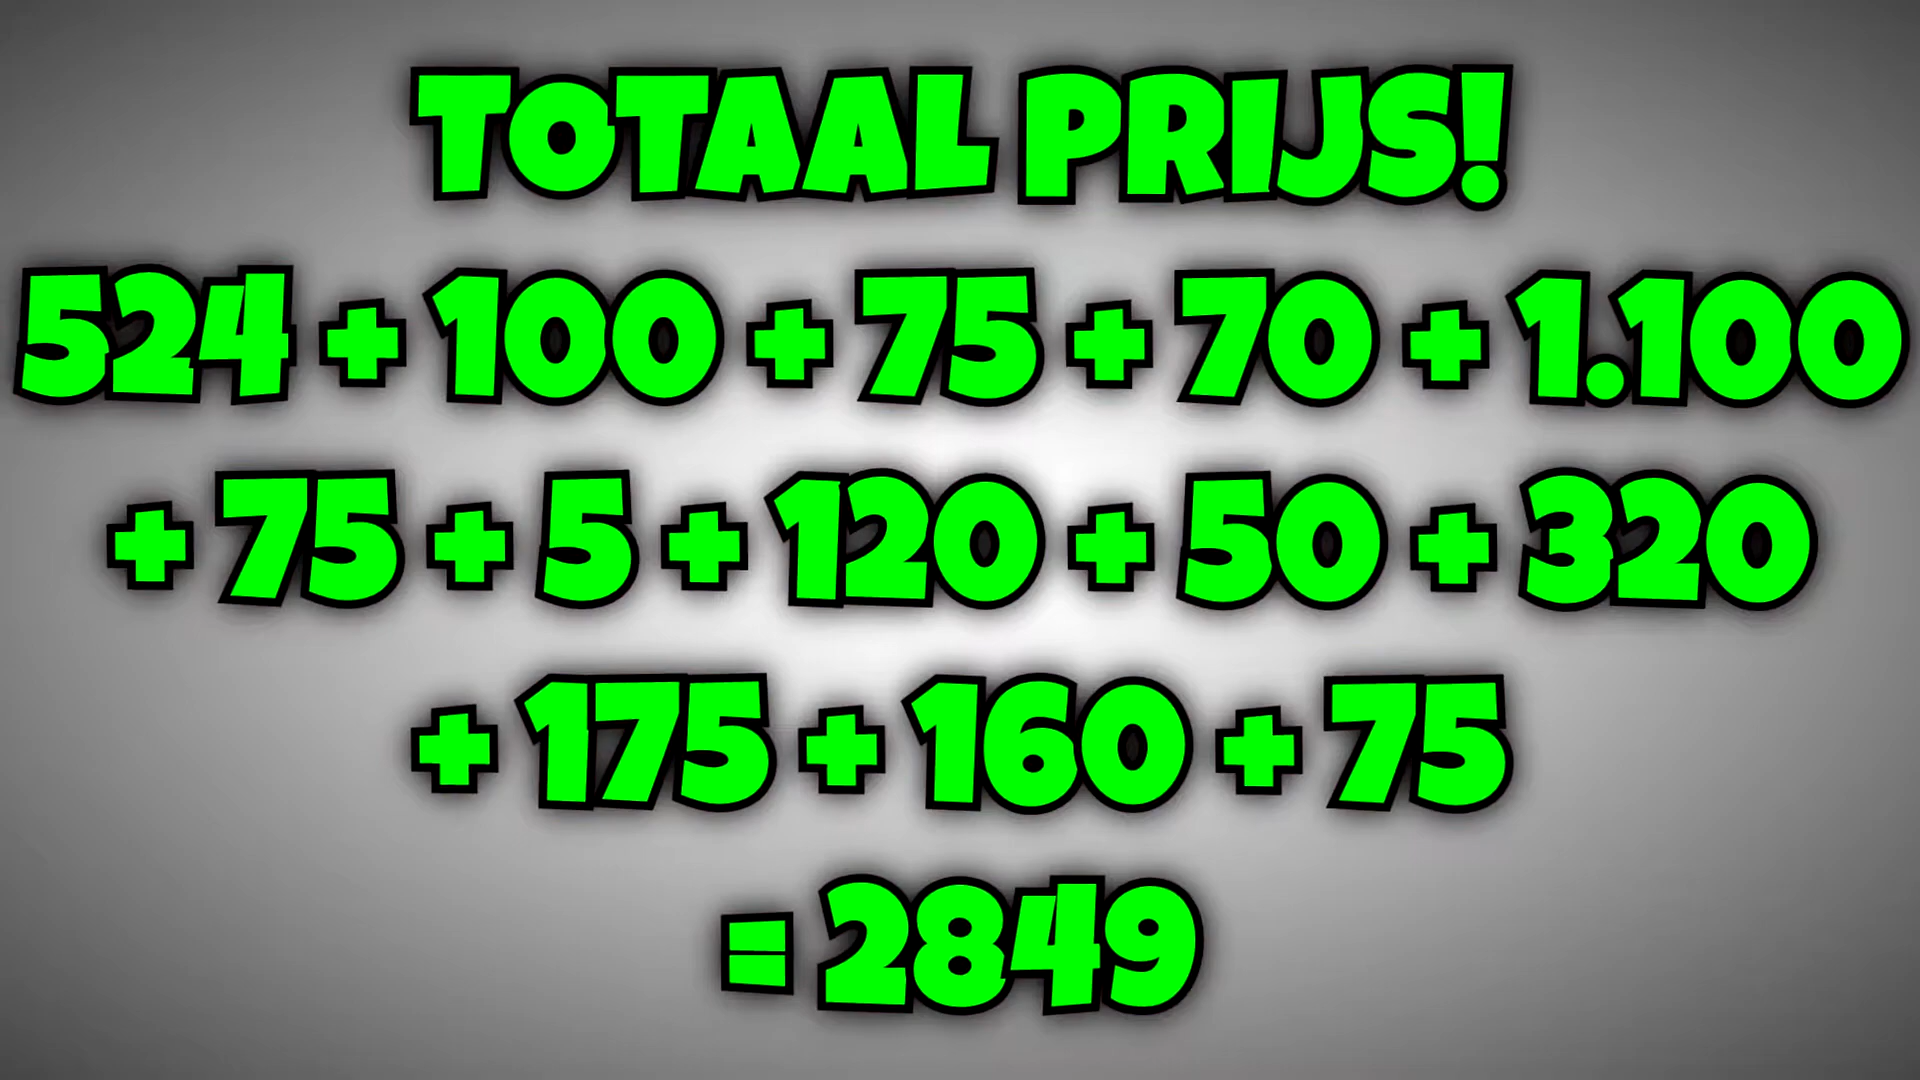 TOTAAL PRIJS!
524 + 100 + 75 + 70 + 1.100
+ 75 + 5 + 120 + 50 + 320
+ 175 + 160 + 75
= 2849